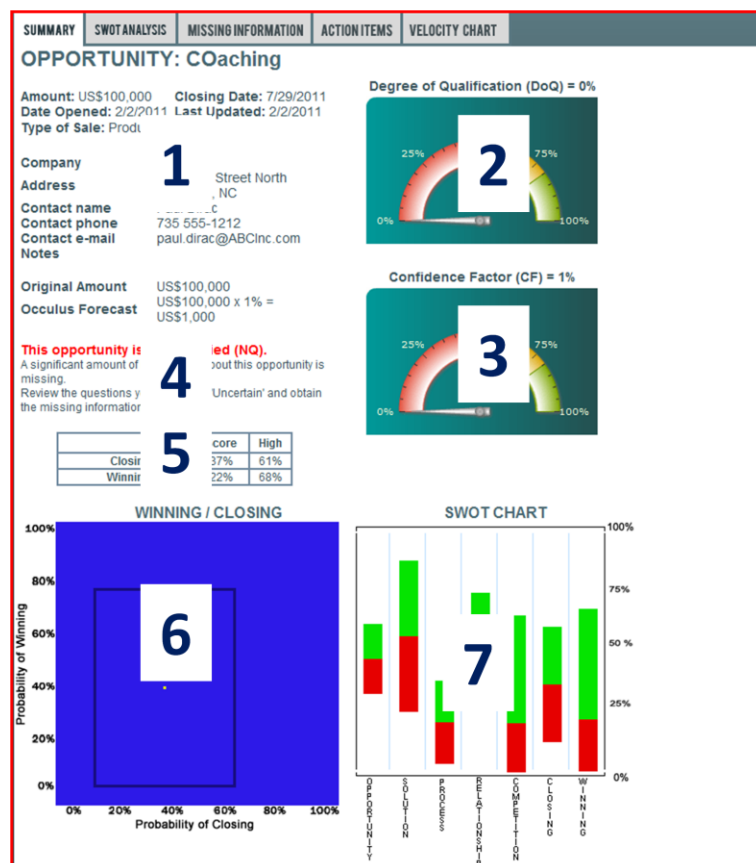 SUMMARY SWOT ANALYSIS MISSING INFORMATION ACTION ITEMS VELOCITY CHART
OPPORTUNITY: COaching
Amount: US$100,000 Closing Date: 7/29/2011
Date Opened: 2/2/2011 Last Updated: 2/2/2011
Type of Sale:
Company
Address Street North
NC
Contact name
Contact phone 735 555-1212
Contact e-mail paul.dirac@ABCInc.com
Notes
Original Amount US$100,000
Occulus Forecast US$100,000 x 1% =
US$1,000
1
This opportunity is (NQ).
A significant amount of this opportunity is
missing.
Review the questions 'Uncertain' and obtain
the missing
4
High
37% 61%
22% 68%
5
Degree of Qualification (DoQ) = 0%
25% 75%
0% 100%
2
Confidence Factor (CF) = 1%
25% 75%
0% 100%
3
WINNING / CLOSING
Probability of Winning
100%
80%
60%
40%
20%
0%
0% 20% 40% 60% 80% 100%
Probability of Closing
6
SWOT CHART
100%
75%
50 %
25%
0%
OPPORTUNITY
SOLUTION
PROCESS
COMPETITION
CLOSING
WINNING
7